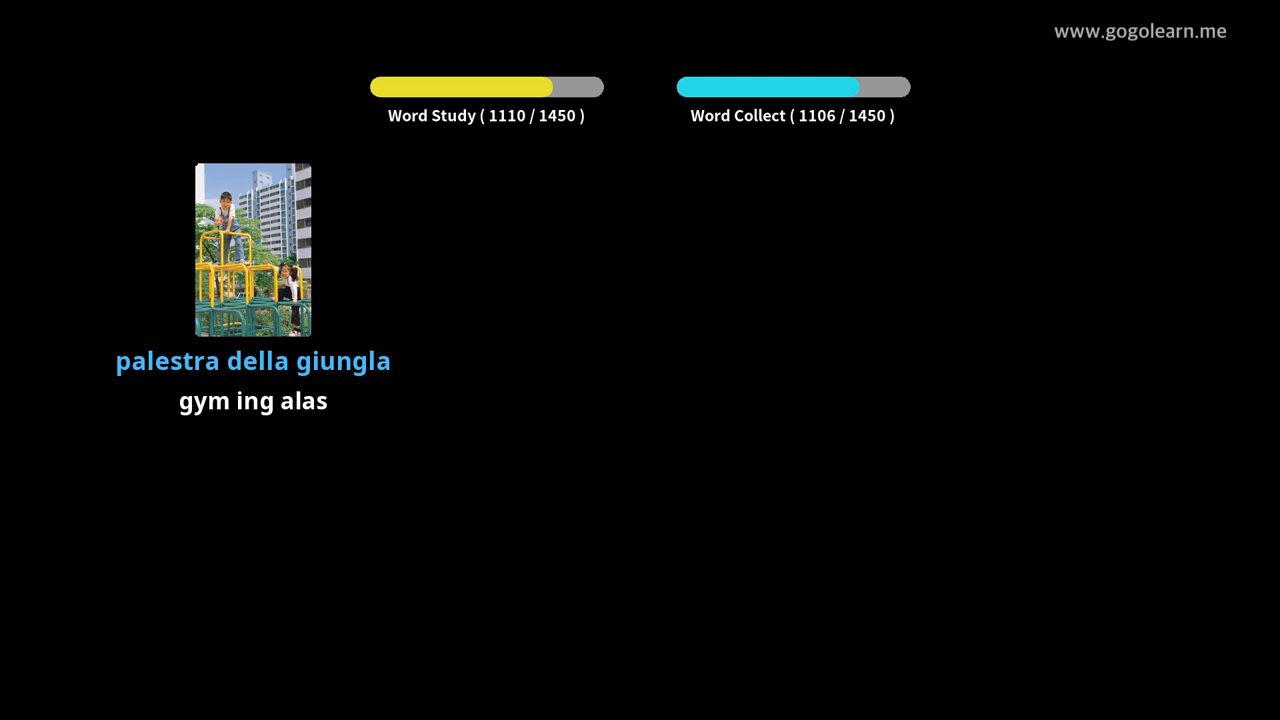 www.gogolearn.me
Word Study ( 1110 / 1450 )
Word Collect ( 1106 / 1450 )
palestra della giungla
gym ing alas